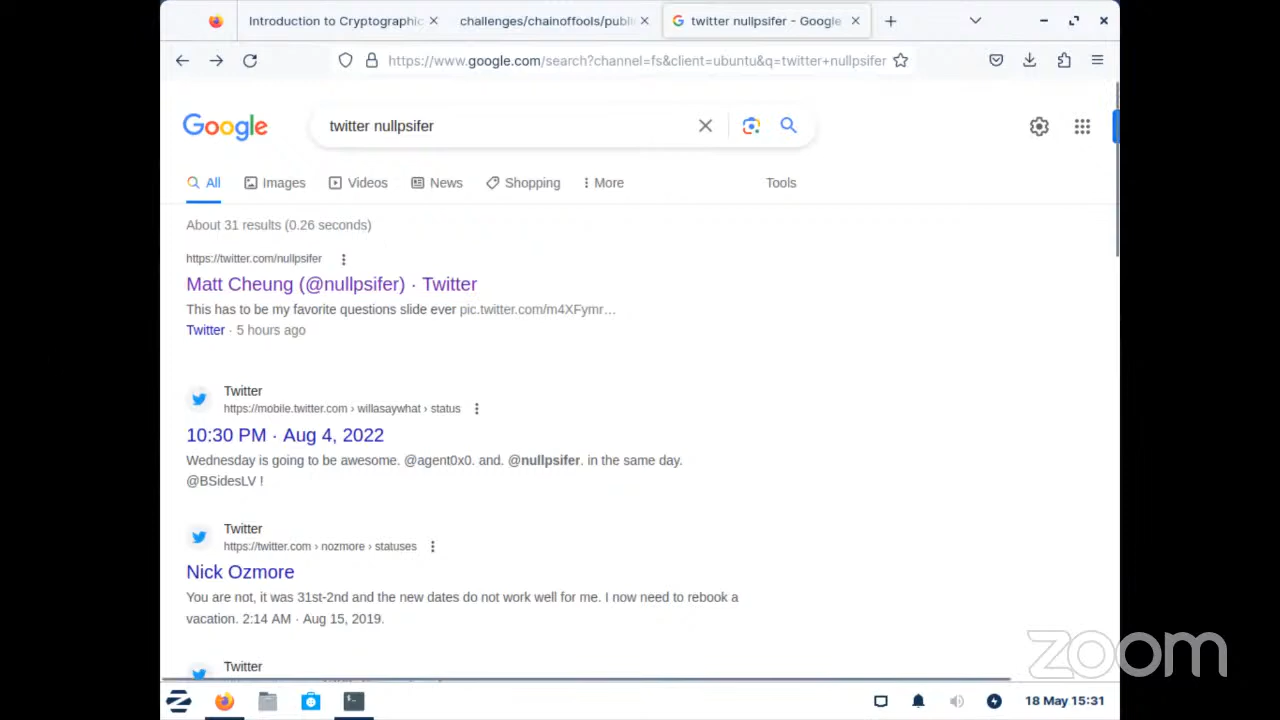 Introduction to Cryptographic
challenges/chainoftools/publi
twitter nullpsifer - Google
https://www.google.com/search?channel=fs&client=ubuntu&q=twitter+nullpsifer
Google
twitter nullpsifer
All
Images
Videos
News
Shopping
More
Tools
About 31 results (0.26 seconds)
https://twitter.com/nullpsifer
Matt Cheung (@nullpsifer) · Twitter
This has to be my favorite questions slide ever pic.twitter.com/m4XFymr…
Twitter · 5 hours ago
Twitter
https://mobile.twitter.com › willasaywhat › status
10:30 PM · Aug 4, 2022
Wednesday is going to be awesome. @agent0x0. and. @nullpsifer. in the same day.
@BSidesLV !
Twitter
https://twitter.com › nozmore › statuses
Nick Ozmore
You are not, it was 31st-2nd and the new dates do not work well for me. I now need to rebook a
vacation. 2:14 AM · Aug 15, 2019.
Twitter
zoom
18 May 15:31